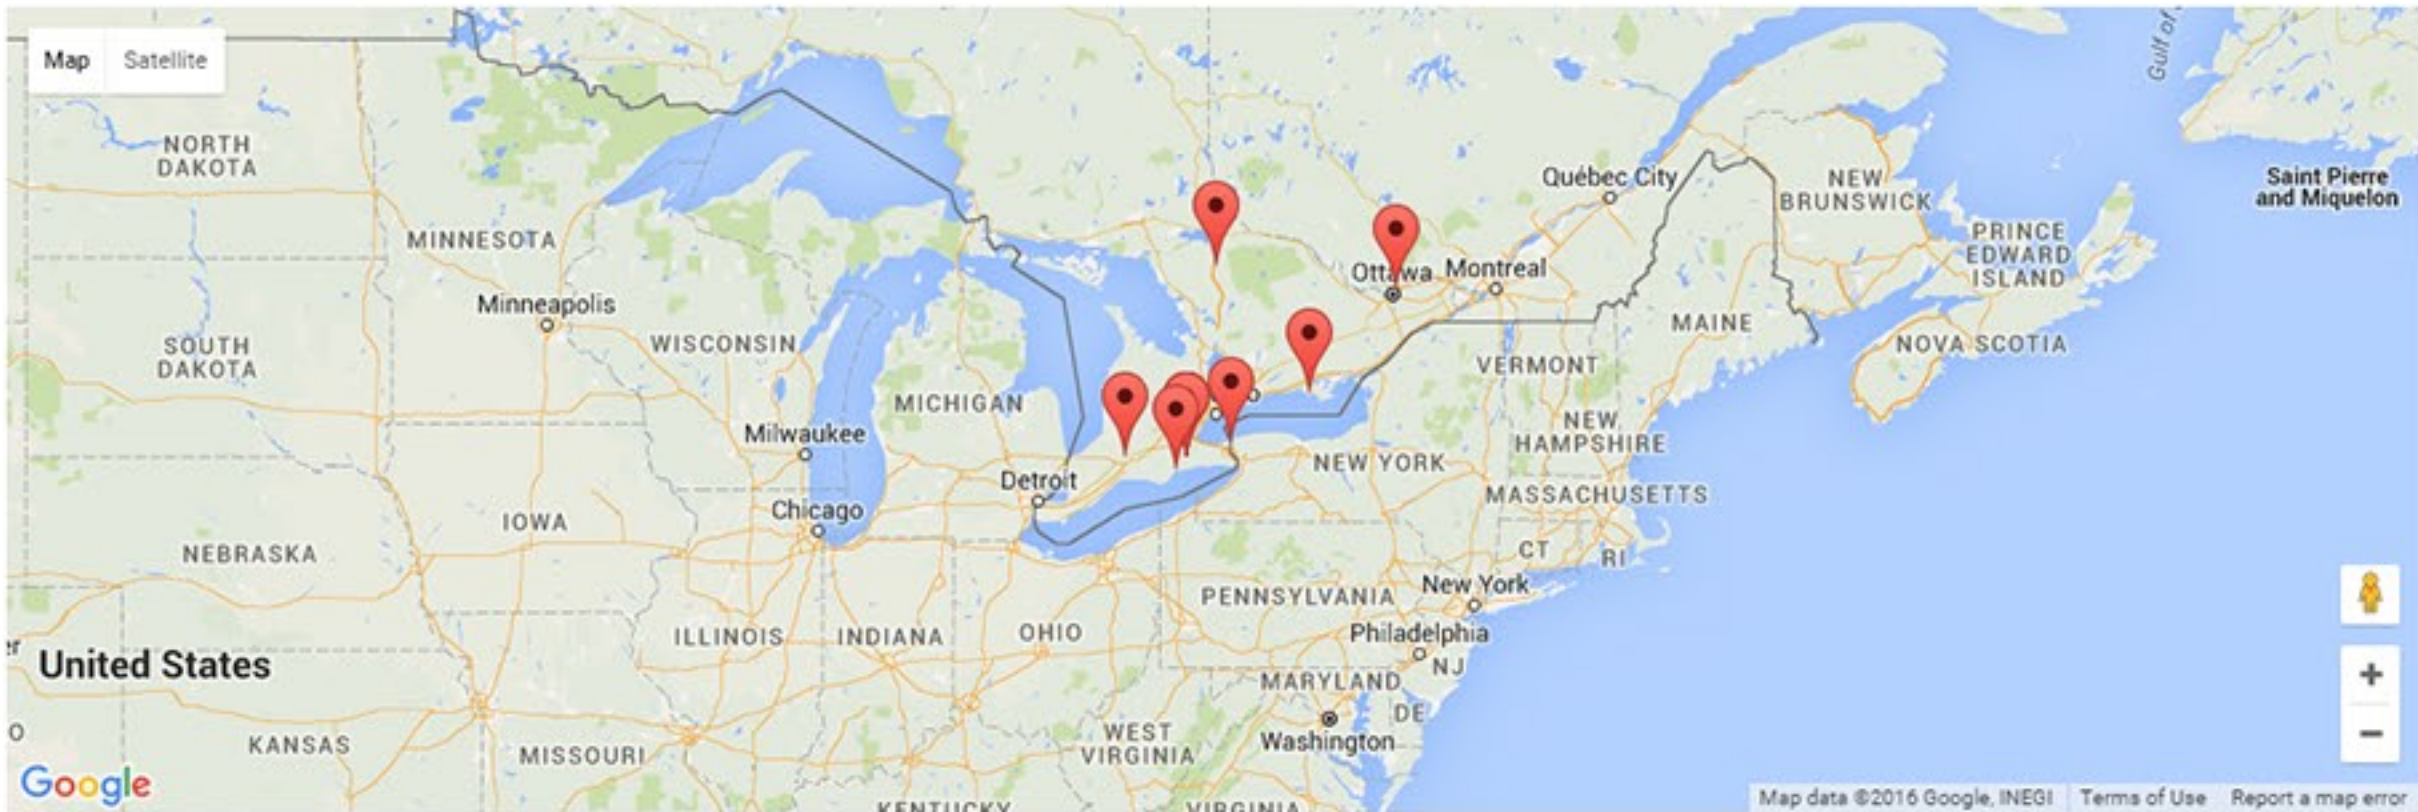 Map Satellite
Gulf of
NORTH
DAKOTA
Québec City
NEW
BRUNSWICK
Saint Pierre
and Miquelon
MINNESOTA
PRINCE
EDWARD
ISLAND
Ottawa Montreal
Minneapolis
MAINE
SOUTH
DAKOTA
WISCONSIN
NOVA SCOTIA
VERMONT
MICHIGAN
NEW
HAMPSHIRE
Milwaukee
NEW YORK
Detroit
MASSACHUSETTS
Chicago
IOWA
NEBRASKA
CT
RI
New York
PENNSYLVANIA
ILLINOIS
INDIANA
OHIO
Philadelphia
United States
NJ
MARYLAND
DE
WEST
VIRGINIA
Washington
KANSAS
MISSOURI
Google
KENTUCKY
VIRGINIA
Map data ©2016 Google, INEGI Terms of Use Report a map error